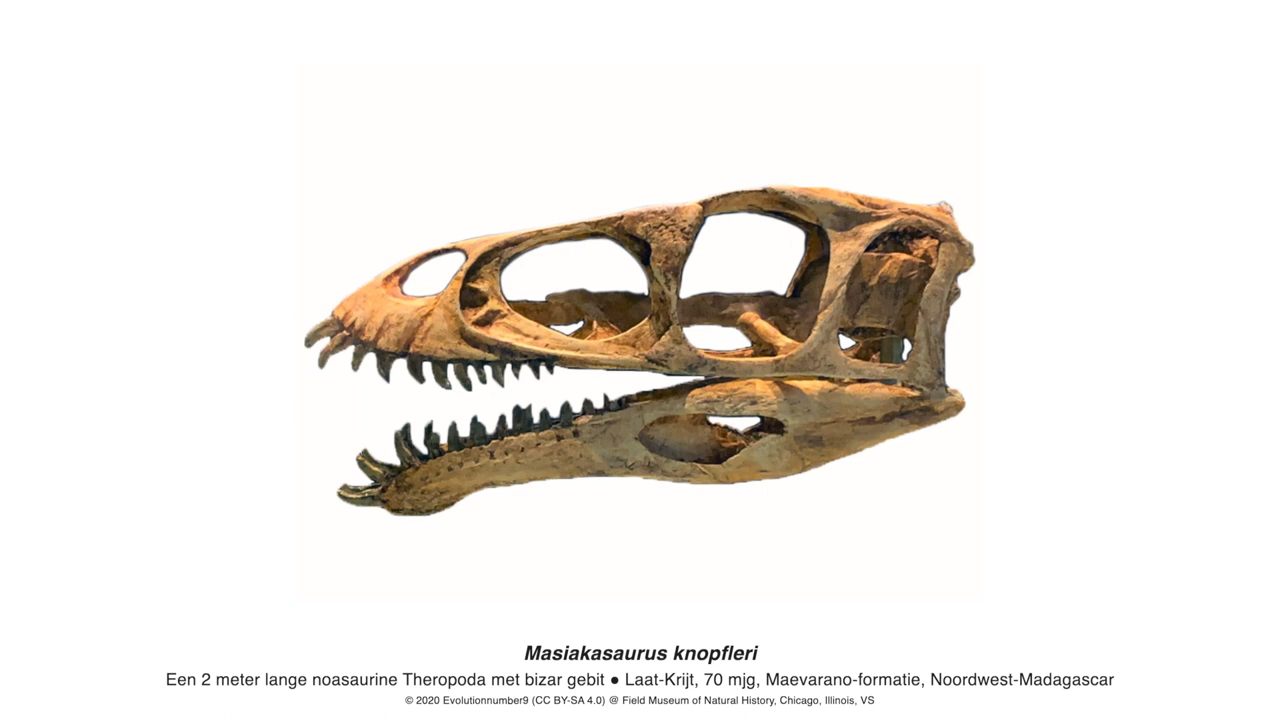 Masiakasaurus knopfleri
Een 2 meter lange noasaurine Theropoda met bizar gebit ● Laat-Krijt, 70 mjg, Maevarano-formatie, Noordwest-Madagascar
© 2020 Evolutionnumber9 (CC BY-SA 4.0) @ Field Museum of Natural History, Chicago, Illinois, VS